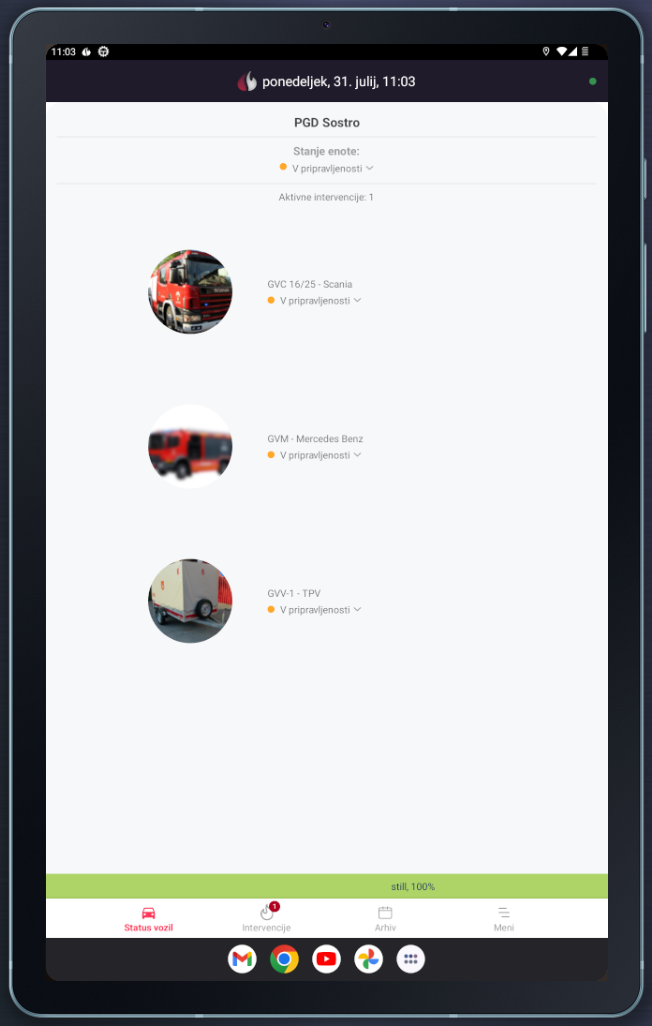 11:03
ponedeljek, 31. julij, 11:03
PGD Sostro
Stanje enote:
V pripravljenosti
Aktivne intervencije: 1
GVC 16/25 - Scania
V pripravljenosti
GVM - Mercedes Benz
V pripravljenosti
GVV-1 - TPV
V pripravljenosti
still, 100%
1
Status vozil
Intervencije
Arhiv
Meni